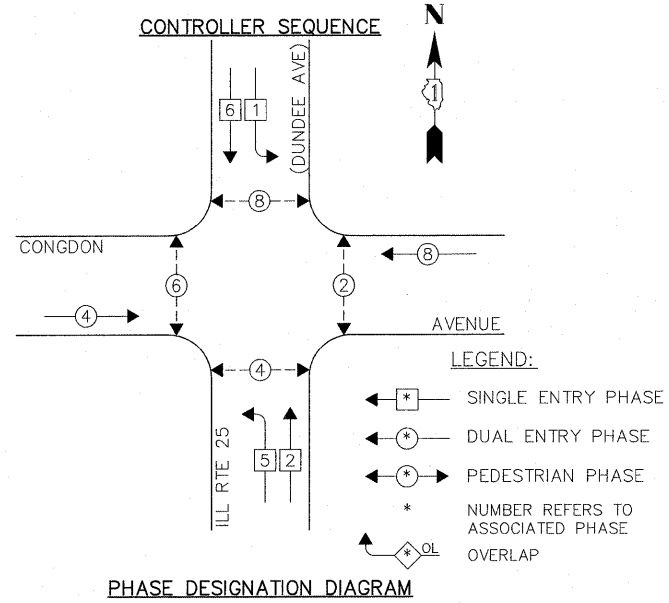 CONTROLLER SEQUENCE
N
1
6 1
(DUNDEE AVE)
8
CONGDON
8
6
2
4
AVENUE
4
LEGEND:
* SINGLE ENTRY PHASE
* DUAL ENTRY PHASE
* PEDESTRIAN PHASE
* NUMBER REFERS TO
ASSOCIATED PHASE
* OL OVERLAP
ILL RTE 25
5 2
PHASE DESIGNATION DIAGRAM